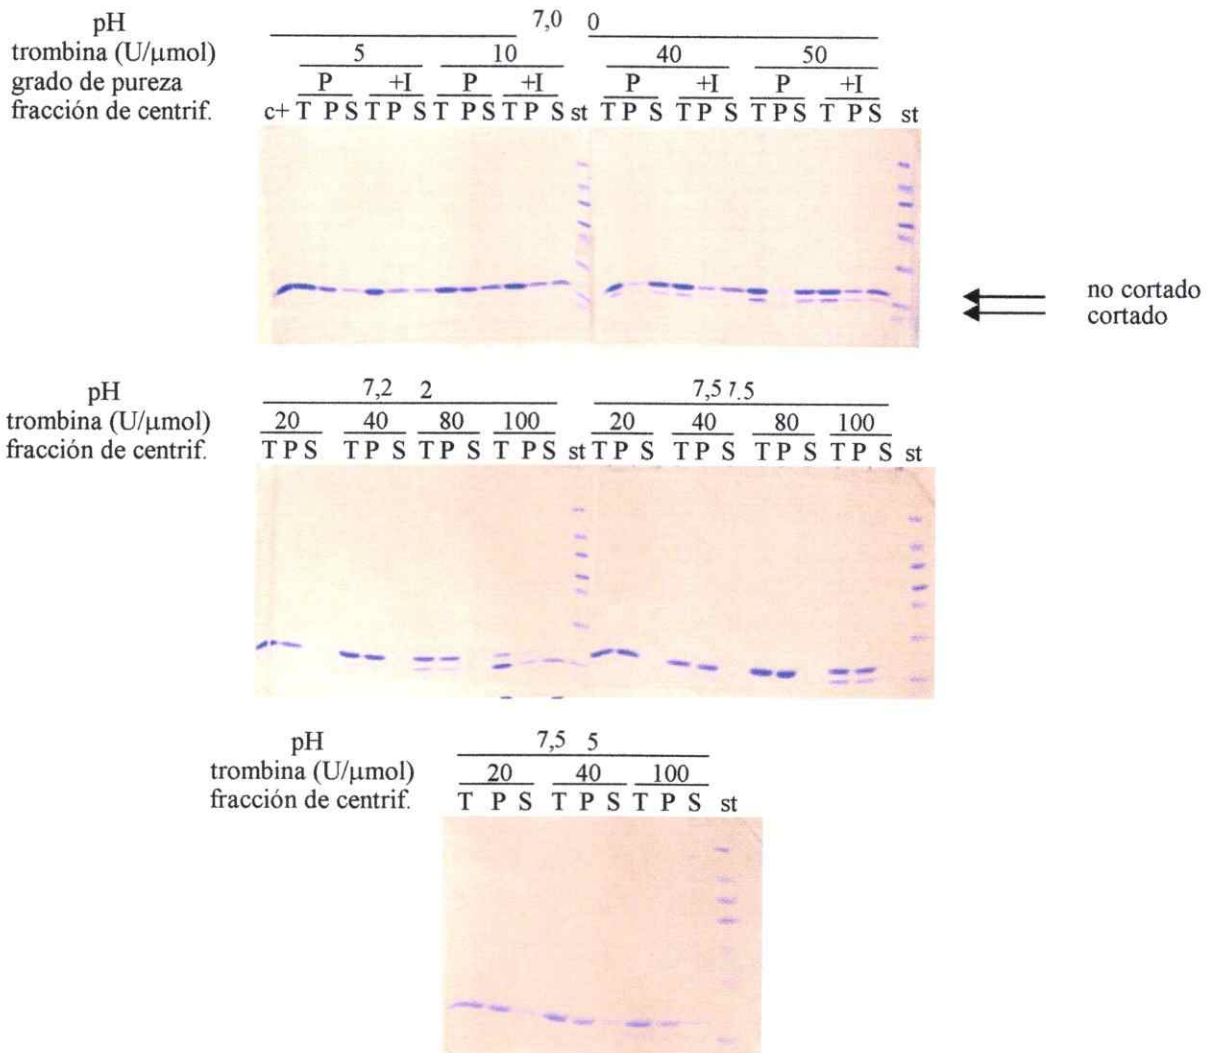 pH 7,0 0
trombina (U/μmol) 5 10 40 50
grado de pureza P +I P +I P +I P +I
fracción de centrif. c+ T P S T P S T P S T P S st T P S T P S T P S T P S st
no cortado
cortado
pH 7,2 2 7,5 7.5
trombina (U/μmol) 20 40 80 100 20 40 80 100
fracción de centrif. T P S T P S T P S T P S st T P S T P S T P S T P S st
pH 7,5 5
trombina (U/μmol) 20 40 100
fracción de centrif. T P S T P S T P S st